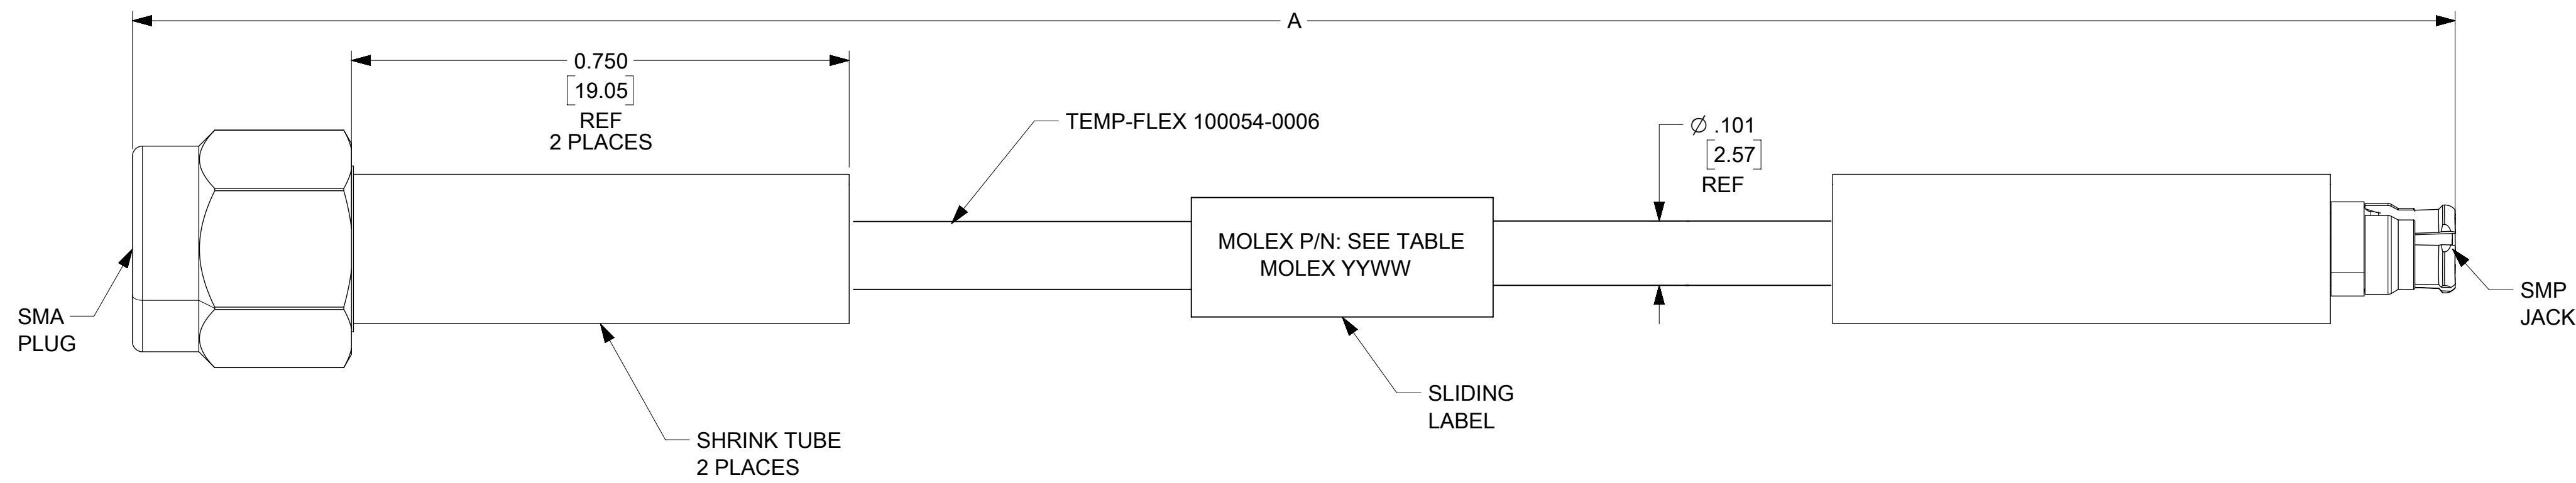 A
0.750
[19.05]
REF
2 PLACES
TEMP-FLEX 100054-0006
Ø .101
[2.57]
REF
MOLEX P/N: SEE TABLE
MOLEX YYWW
SMA
PLUG
SMP
JACK
SLIDING
LABEL
SHRINK TUBE
2 PLACES